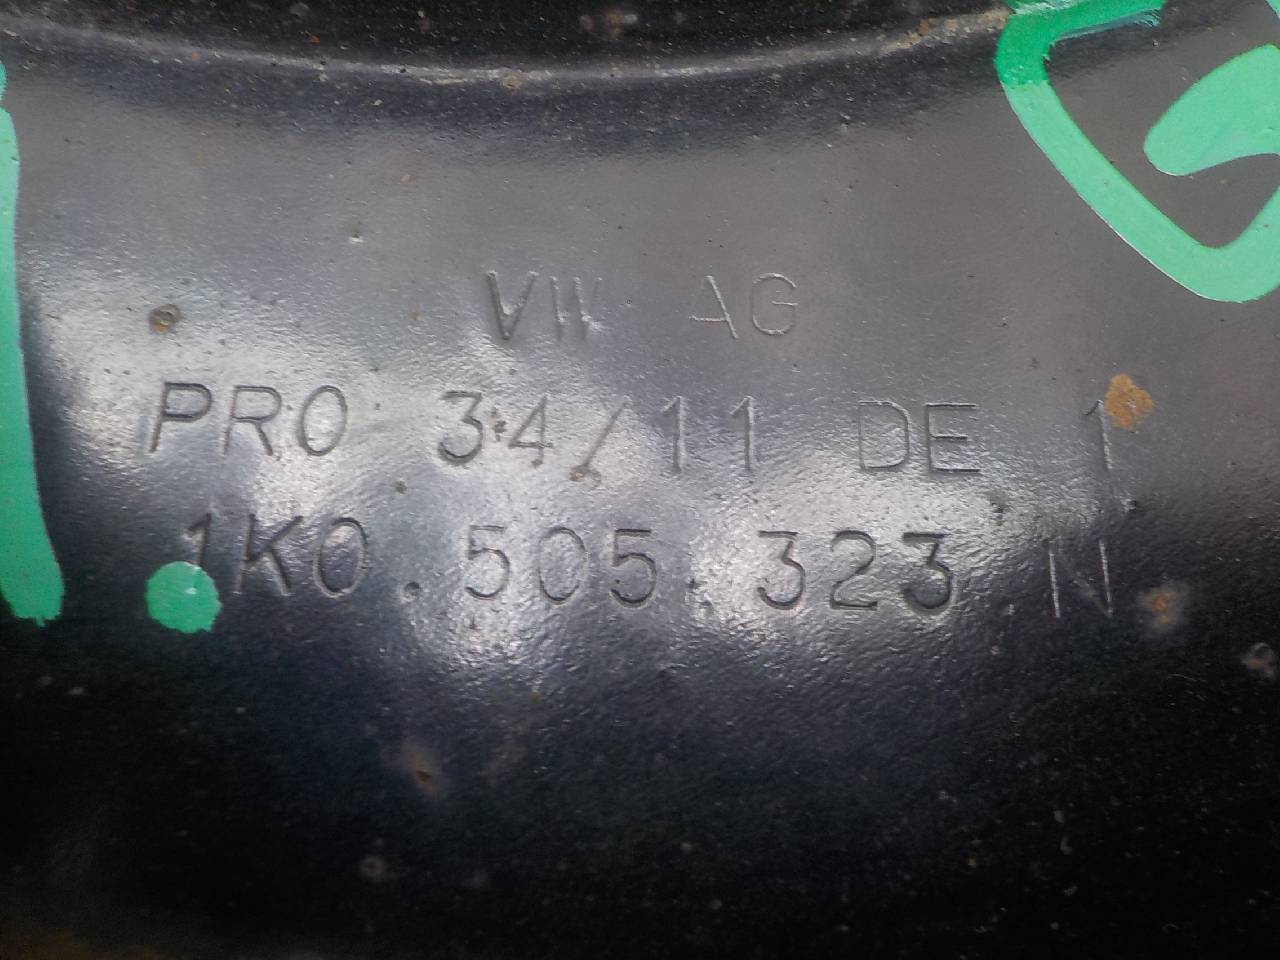 VW AG
PRO 34/11 DE 1
1K0.505.323.N